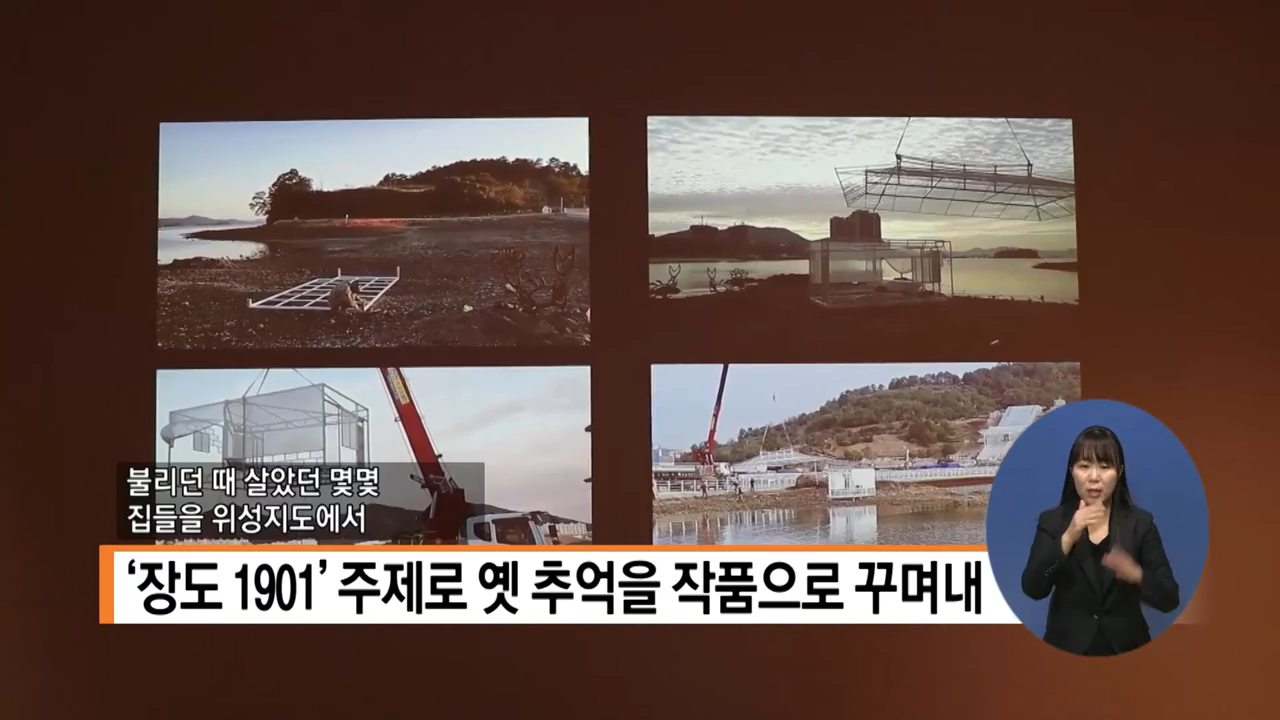 불리던 때 살았던 몇몇
집들을 위성지도에서
‘장도 1901’ 주제로 옛 추억을 작품으로 꾸며내